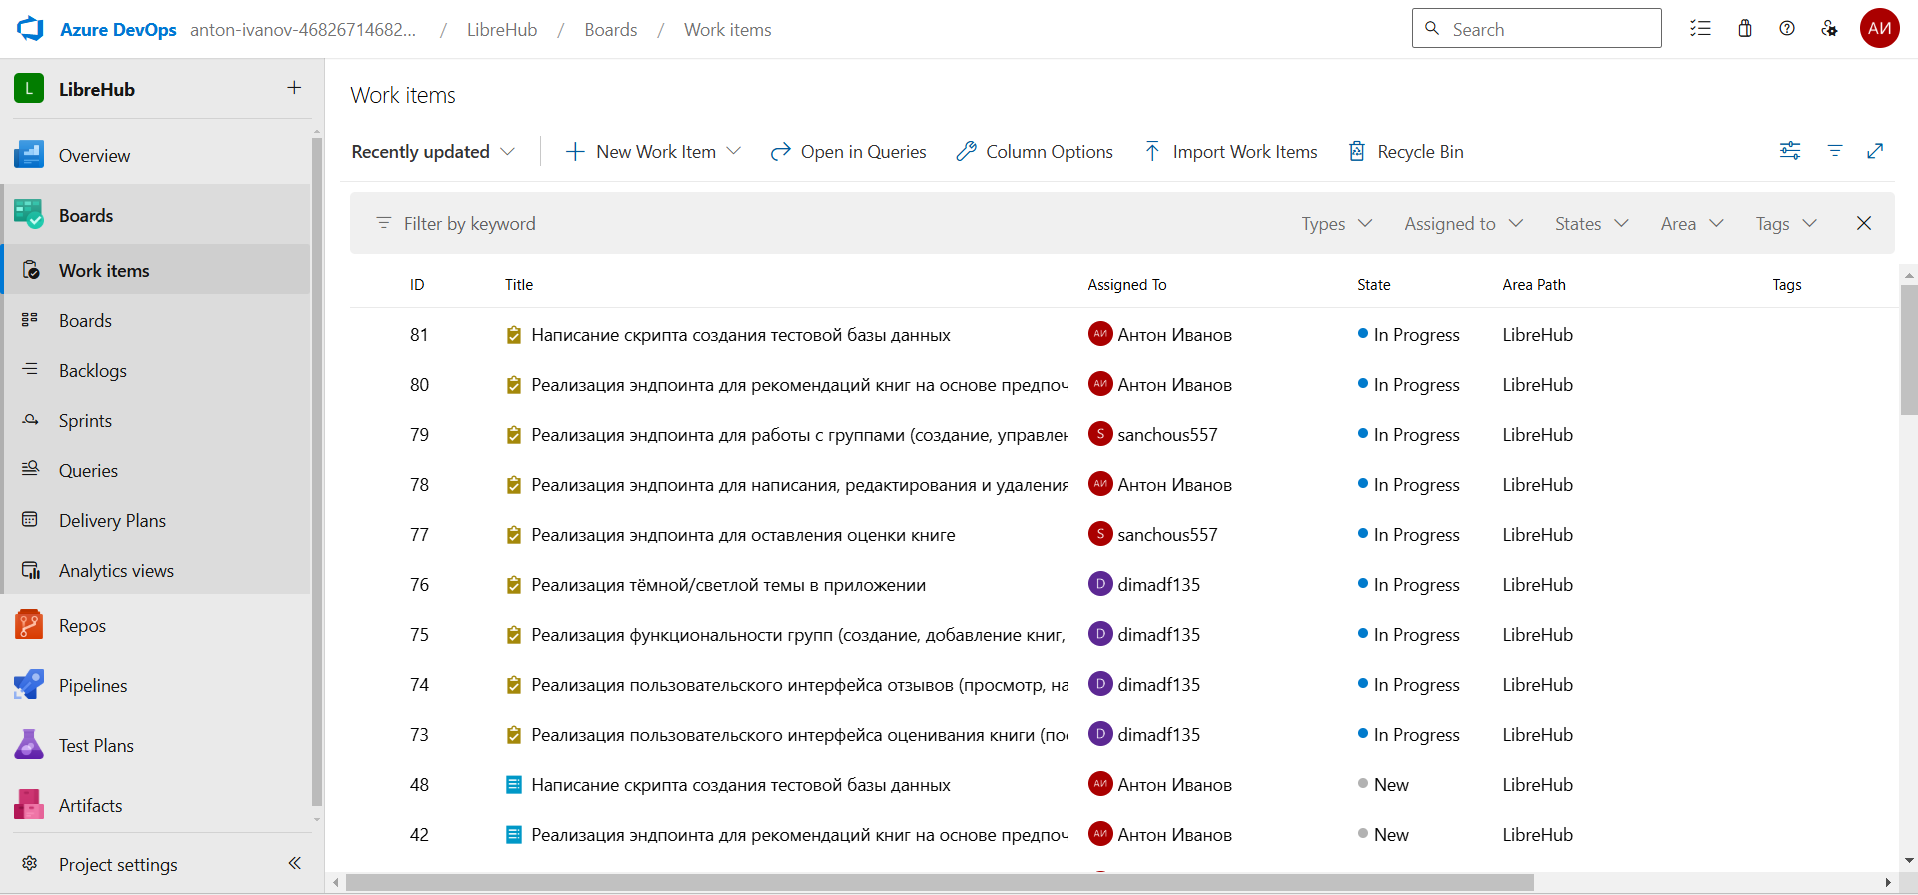 Azure DevOps anton-ivanov-46826714682... / LibreHub / Boards / Work items Search АИ
L LibreHub
Overview
Boards
Work items
Boards
Backlogs
Sprints
Queries
Delivery Plans
Analytics views
Repos
Pipelines
Test Plans
Artifacts
Project settings
Work items
Recently updated New Work Item Open in Queries Column Options Import Work Items Recycle Bin
Filter by keyword Types Assigned to States Area Tags
ID Title Assigned To State Area Path Tags
81 Написание скрипта создания тестовой базы данных АИ Антон Иванов In Progress LibreHub
80 Реализация эндпоинта для рекомендаций книг на основе предпоч АИ Антон Иванов In Progress LibreHub
79 Реализация эндпоинта для работы с группами (создание, управлен S sanchous557 In Progress LibreHub
78 Реализация эндпоинта для написания, редактирования и удаления АИ Антон Иванов In Progress LibreHub
77 Реализация эндпоинта для оставления оценки книге S sanchous557 In Progress LibreHub
76 Реализация тёмной/светлой темы в приложении D dimadf135 In Progress LibreHub
75 Реализация функциональности групп (создание, добавление книг, D dimadf135 In Progress LibreHub
74 Реализация пользовательского интерфейса отзывов (просмотр, на D dimadf135 In Progress LibreHub
73 Реализация пользовательского интерфейса оценивания книги (пос D dimadf135 In Progress LibreHub
48 Написание скрипта создания тестовой базы данных АИ Антон Иванов New LibreHub
42 Реализация эндпоинта для рекомендаций книг на основе предпоч АИ Антон Иванов New LibreHub